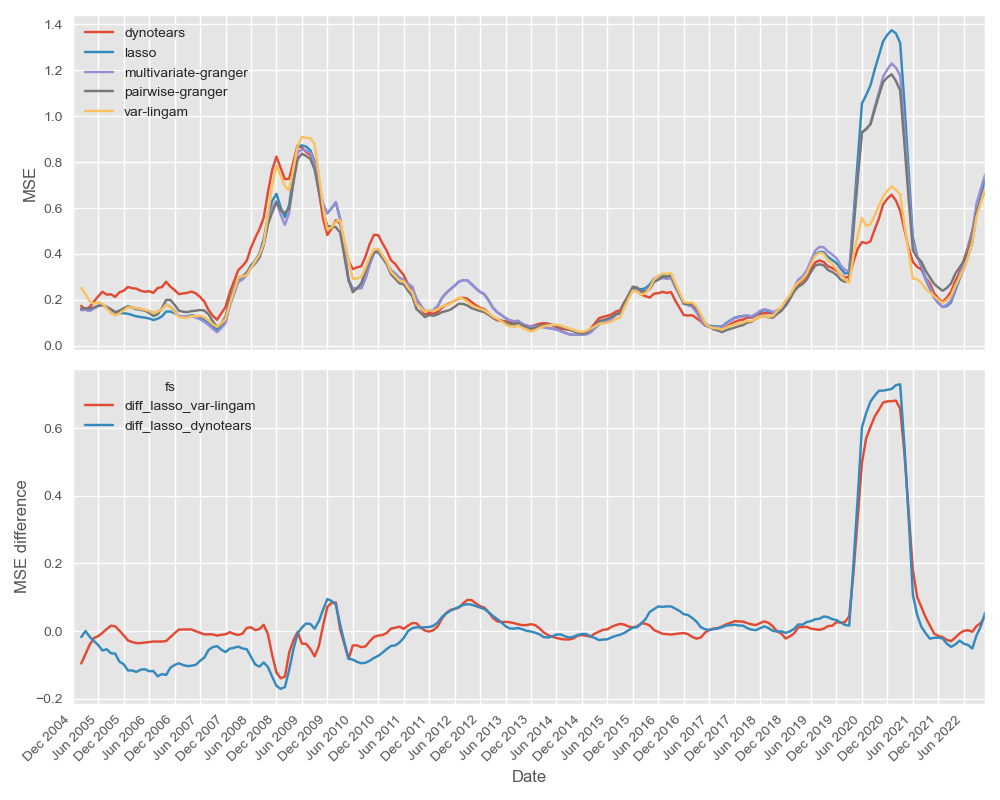 1.4
1.2
1.0
0.8
0.6
0.4
0.2
0.0
MSE
dynotears
lasso
multivariate-granger
pairwise-granger
var-lingam
0.6
0.4
0.2
0.0
−0.2
MSE difference
fs
diff_lasso_var-lingam
diff_lasso_dynotears
Dec 2004
Jun 2005
Dec 2005
Jun 2006
Dec 2006
Jun 2007
Dec 2007
Jun 2008
Dec 2008
Jun 2009
Dec 2009
Jun 2010
Dec 2010
Jun 2011
Dec 2011
Jun 2012
Dec 2012
Jun 2013
Dec 2013
Jun 2014
Dec 2014
Jun 2015
Dec 2015
Jun 2016
Dec 2016
Jun 2017
Dec 2017
Jun 2018
Dec 2018
Jun 2019
Dec 2019
Jun 2020
Dec 2020
Jun 2021
Dec 2021
Jun 2022
Date